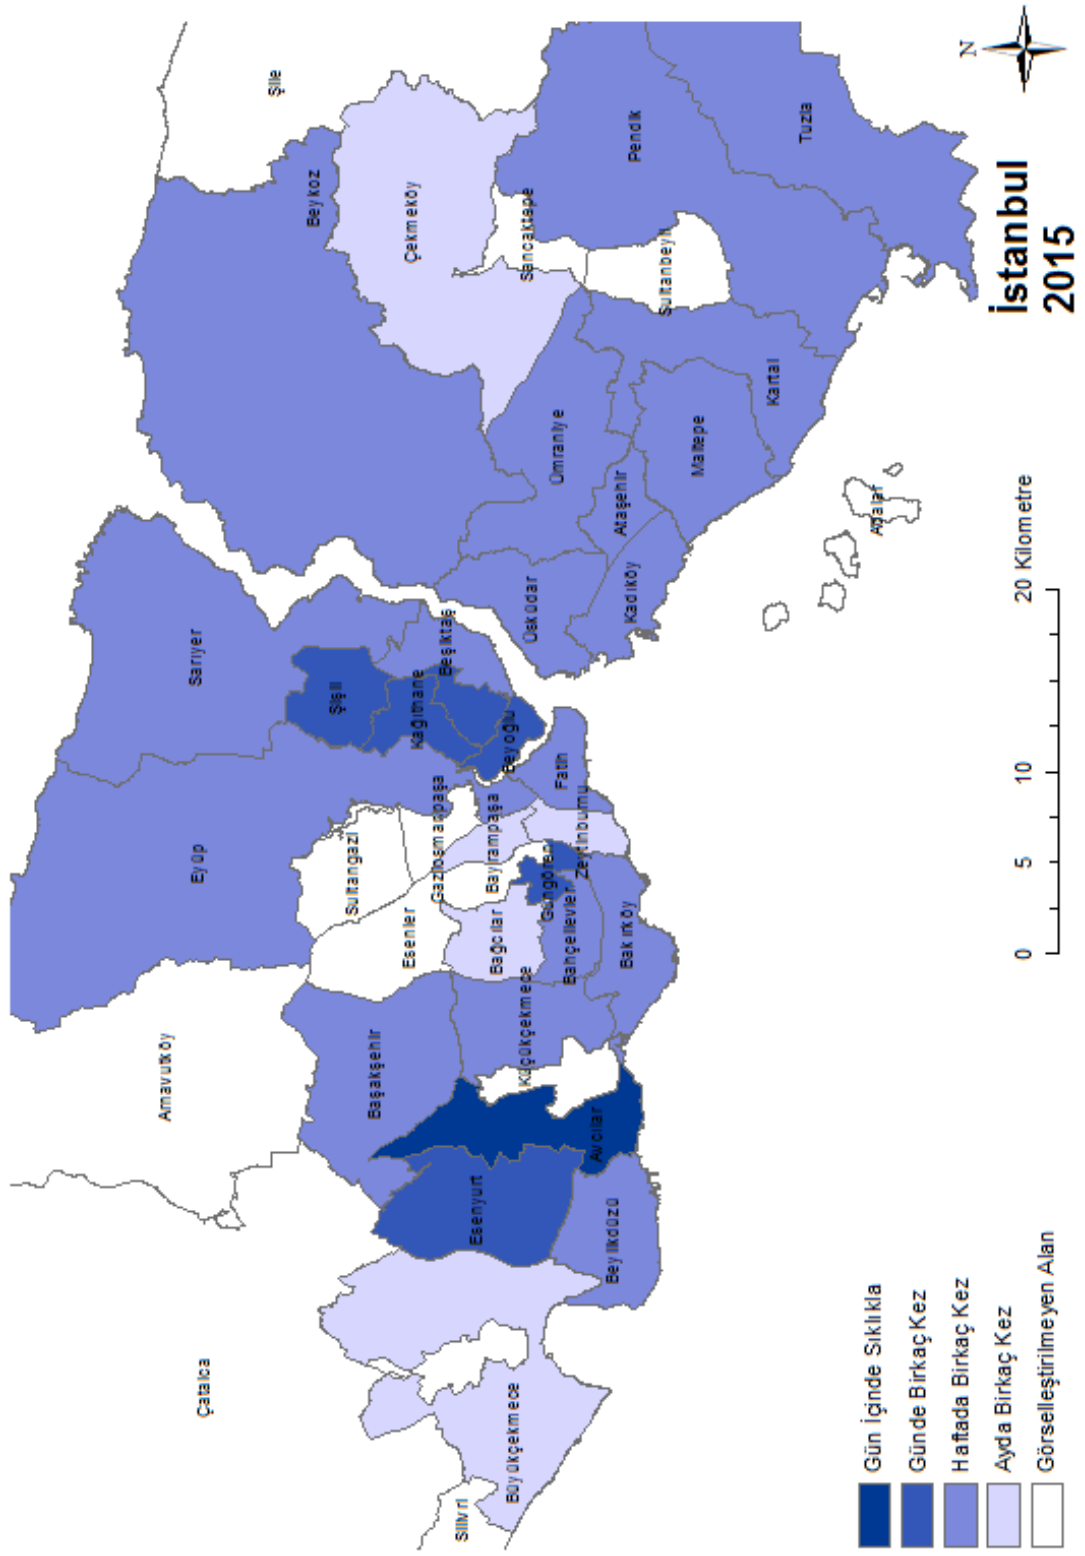 Çatalca
Silivri
Büyükçekmece
Arnavutköy
Eyüp
Sarıyer
Şile
Beykoz
Çekmeköy
Sancaktepe
Sultanbeyli
Pendik
Tuzla
Başakşehir
Sultangazi
Esenler
Gaziosmanpaşa
Şişli
Kağıthane
Beşiktaş
Beyoğlu
Bayrampaşa
Bağcılar
Güngören
Bahçelievler
Zeytinburnu
Fatih
Bakırköy
Küçükçekmece
Avcılar
Esenyurt
Beylikdüzü
Üsküdar
Ümraniye
Ataşehir
Kadıköy
Maltepe
Kartal
Adalar
Gün İçinde Sıklıkla
Günde Birkaç Kez
Haftada Birkaç Kez
Ayda Birkaç Kez
Görselleştirilmeyen Alan
0 5 10 20 Kilometre
N
İstanbul
2015